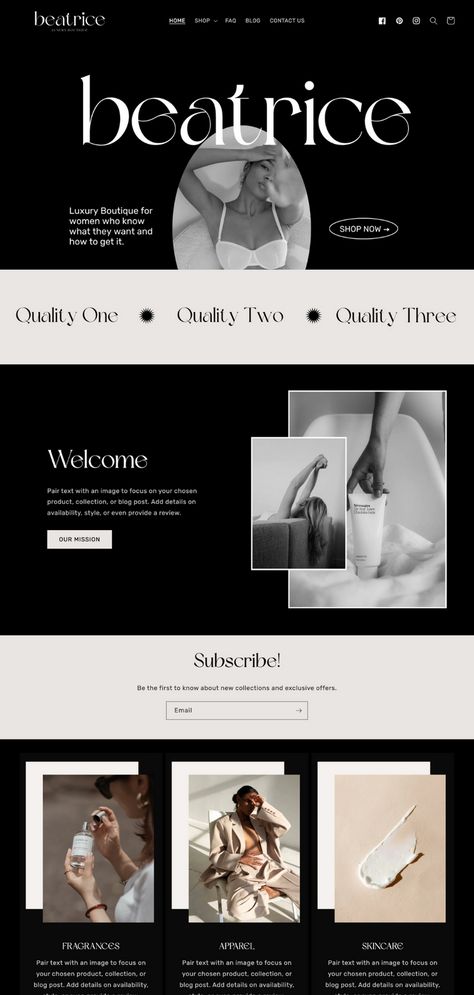 beatrice
LUXURY BOUTIQUE
HOME SHOP FAQ BLOG CONTACT US
beatrice
Luxury Boutique for
women who know
what they want and
how to get it.
SHOP NOW →
Quality One
Quality Two
Quality Three
Welcome
Pair text with an image to focus on your chosen
product, collection, or blog post. Add details on
availability, style, or even provide a review.
OUR MISSION
Subscribe!
Be the first to know about new collections and exclusive offers.
Email →
FRAGRANCES
Pair text with an image to focus on
your chosen product, collection, or
blog post. Add details on availability,
APPAREL
Pair text with an image to focus on
your chosen product, collection, or
blog post. Add details on availability,
SKINCARE
Pair text with an image to focus on
your chosen product, collection, or
blog post. Add details on availability,